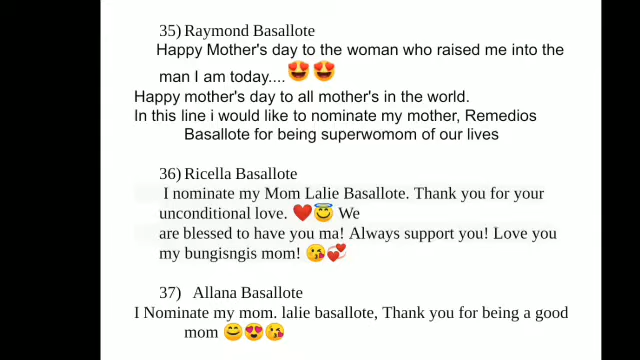 35) Raymond Basallote
Happy Mother's day to the woman who raised me into the
man I am today....😍 😍
Happy mother's day to all mother's in the world.
In this line i would like to nominate my mother, Remedios
Basallote for being superwomom of our lives
36) Ricella Basallote
I nominate my Mom Lalie Basallote. Thank you for your
unconditional love. ❤️😇 We
are blessed to have you ma! Always support you! Love you
my bungisngis mom! 😘💞
37) Allana Basallote
I Nominate my mom. lalie basallote, Thank you for being a good
mom 😊😍😘